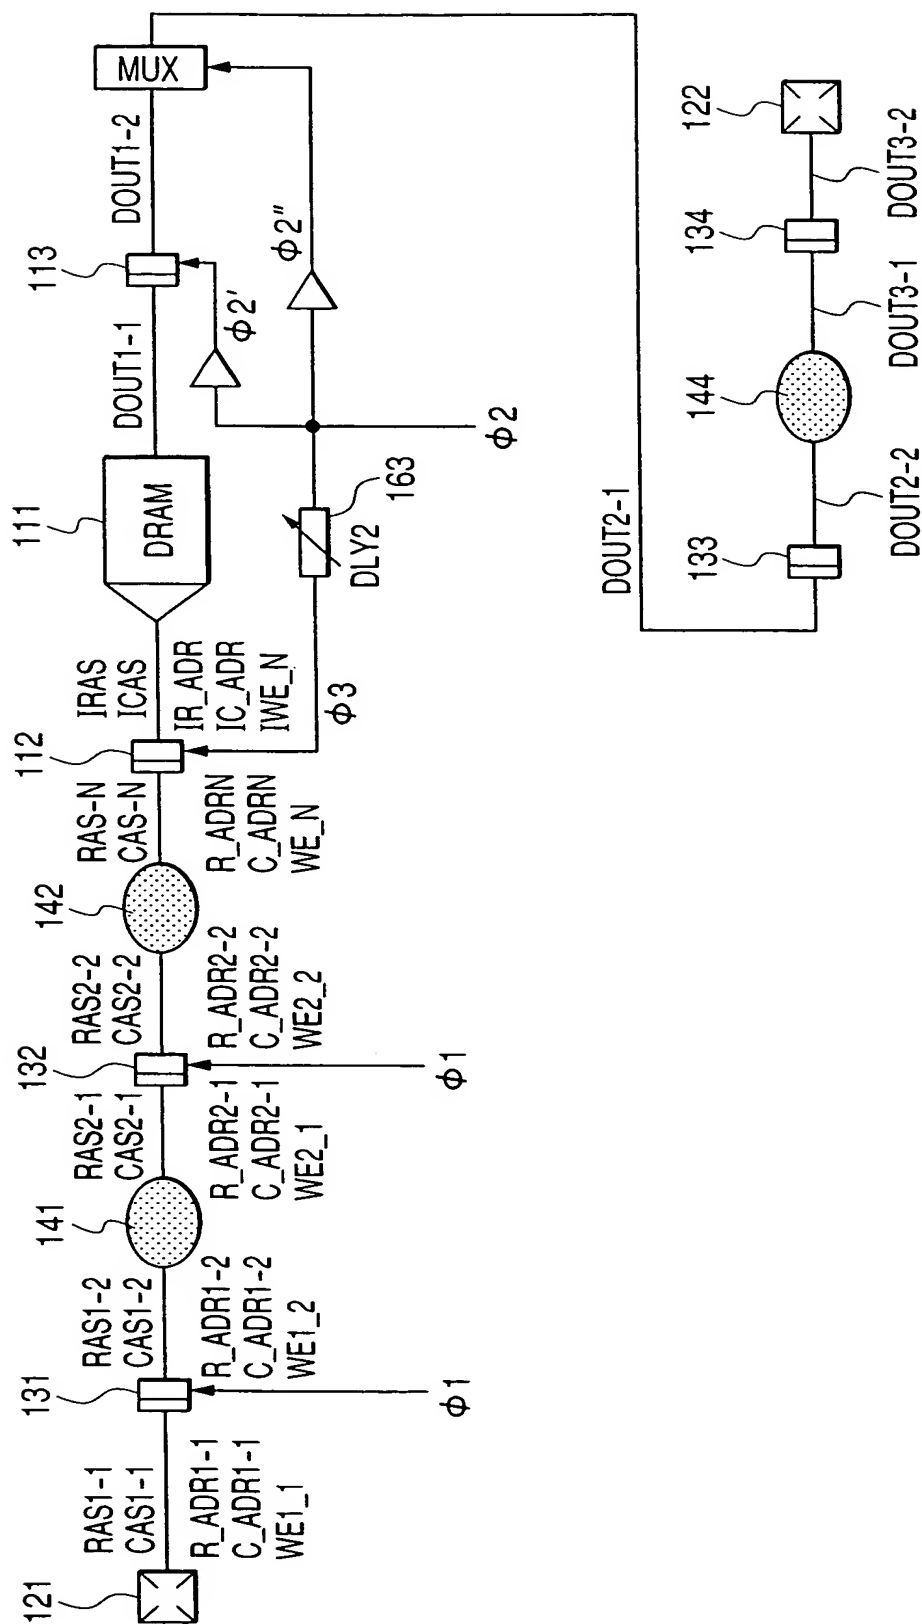 121
RAS1-1
CAS1-1
R_ADR1-1
C_ADR1-1
WE1_1
131
φ1
RAS1-2
CAS1-2
R_ADR1-2
C_ADR1-2
WE1_2
141
RAS2-1
CAS2-1
R_ADR2-1
C_ADR2-1
WE2_1
132
φ1
RAS2-2
CAS2-2
R_ADR2-2
C_ADR2-2
WE2_2
142
RAS-N
CAS-N
R_ADRN
C_ADRN
WE_N
112
IRAS
ICAS
IR_ADR
IC_ADR
IWE_N
φ3
111
DRAM
DLY2
163
φ2
DOUT1-1
φ2'
113
φ2"
DOUT1-2
MUX
DOUT2-1
133
DOUT2-2
144
DOUT3-1
134
DOUT3-2
122